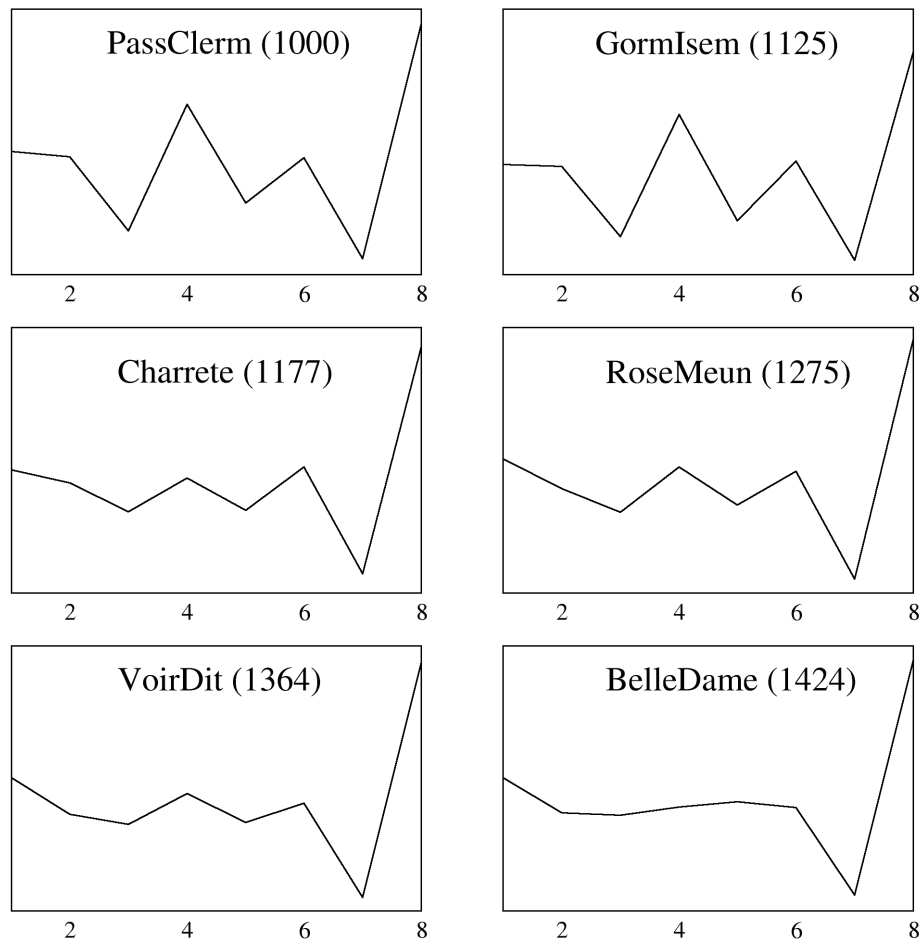 PassClerm (1000)
2 4 6 8
GormIsem (1125)
2 4 6 8
Charrete (1177)
2 4 6 8
RoseMeun (1275)
2 4 6 8
VoirDit (1364)
2 4 6 8
BelleDame (1424)
2 4 6 8